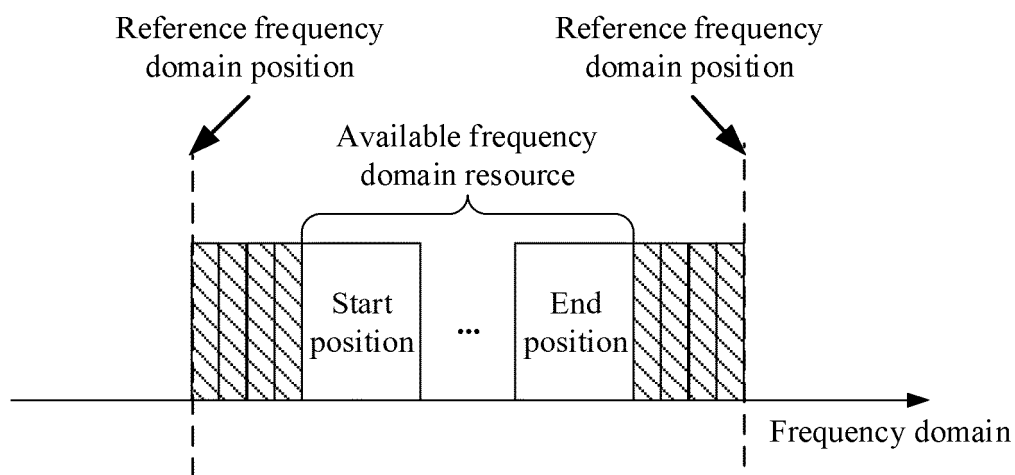 Reference frequency
domain position
Reference frequency
domain position
Available frequency
domain resource
Start
position
...
End
position
Frequency domain